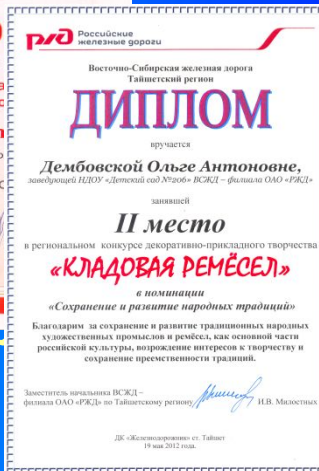 Российские
железные дороги
Восточно-Сибирская железная дорога
Тайшетский регион
ДИПЛОМ
вручается
Дембовской Ольге Антоновне,
заведующей НДОУ «Детский сад №206» ВСЖД – филиала ОАО «РЖД»
занявшей
II место
в региональном конкурсе декоративно-прикладного творчества
«КЛАДОВАЯ РЕМЁСЕЛ»
в номинации
«Сохранение и развитие народных традиций»
Благодарим за сохранение и развитие традиционных народных
художественных промыслов и ремёсел, как основной части
российской культуры, возрождение интересов к творчеству и
сохранение преемственности традиций.
Заместитель начальника ВСЖД –
филиала ОАО «РЖД» по Тайшетскому региону
И.В. Милостных
ДК «Железнодорожник» ст. Тайшет
19 мая 2012 года.